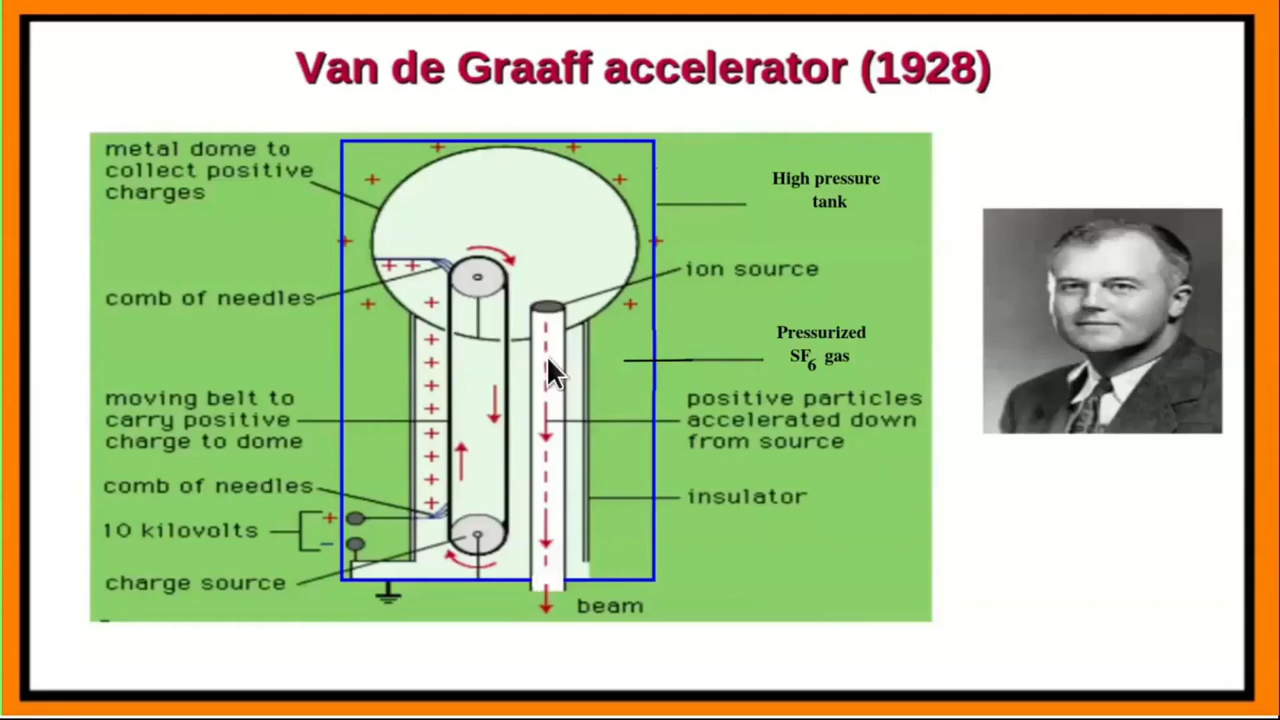 Van de Graaff accelerator (1928)
metal dome to
collect positive
charges
High pressure
tank
ion source
comb of needles
Pressurized
SF6 gas
moving belt to
carry positive
charge to dome
positive particles
accelerated down
from source
comb of needles
insulator
10 kilovolts
charge source
beam